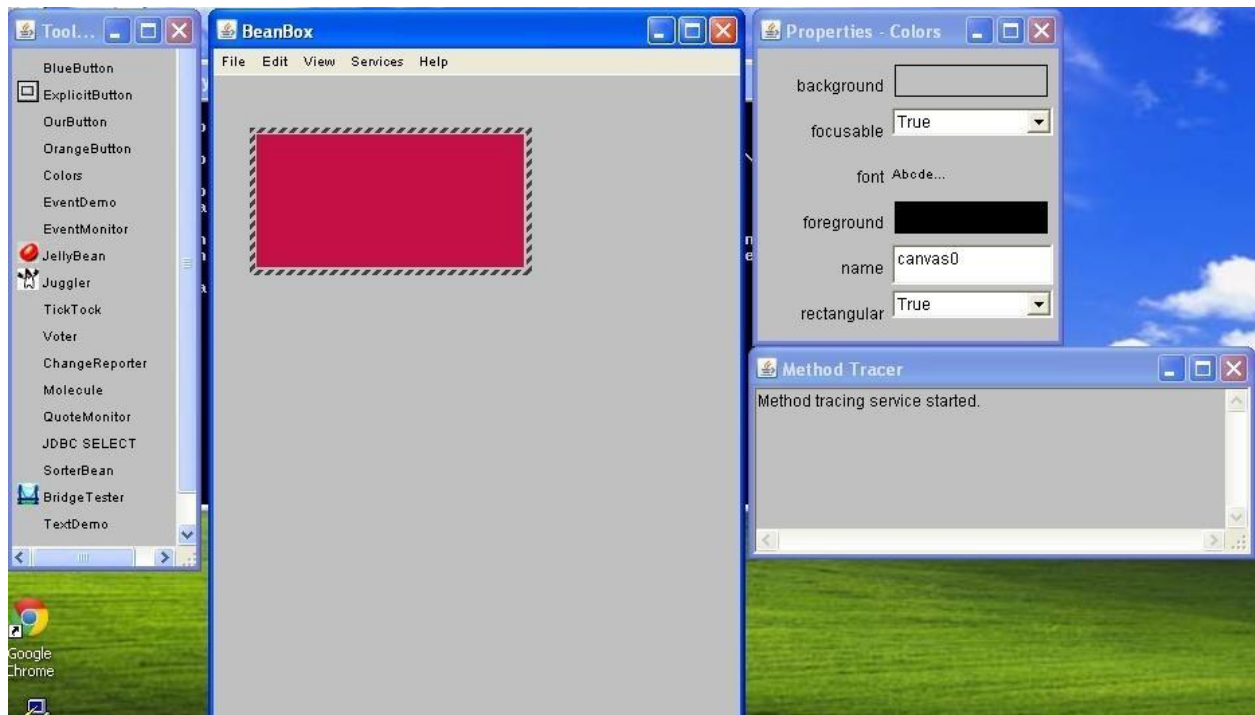 Tool...
BlueButton
ExplicitButton
OurButton
OrangeButton
Colors
EventDemo
EventMonitor
JellyBean
Juggler
TickTock
Voter
ChangeReporter
Molecule
QuoteMonitor
JDBC SELECT
SorterBean
BridgeTester
TextDemo
BeanBox
File Edit View Services Help
Properties - Colors
background
focusable True
font Abcde...
foreground
name canvas0
rectangular True
Method Tracer
Method tracing service started.
Google
Chrome